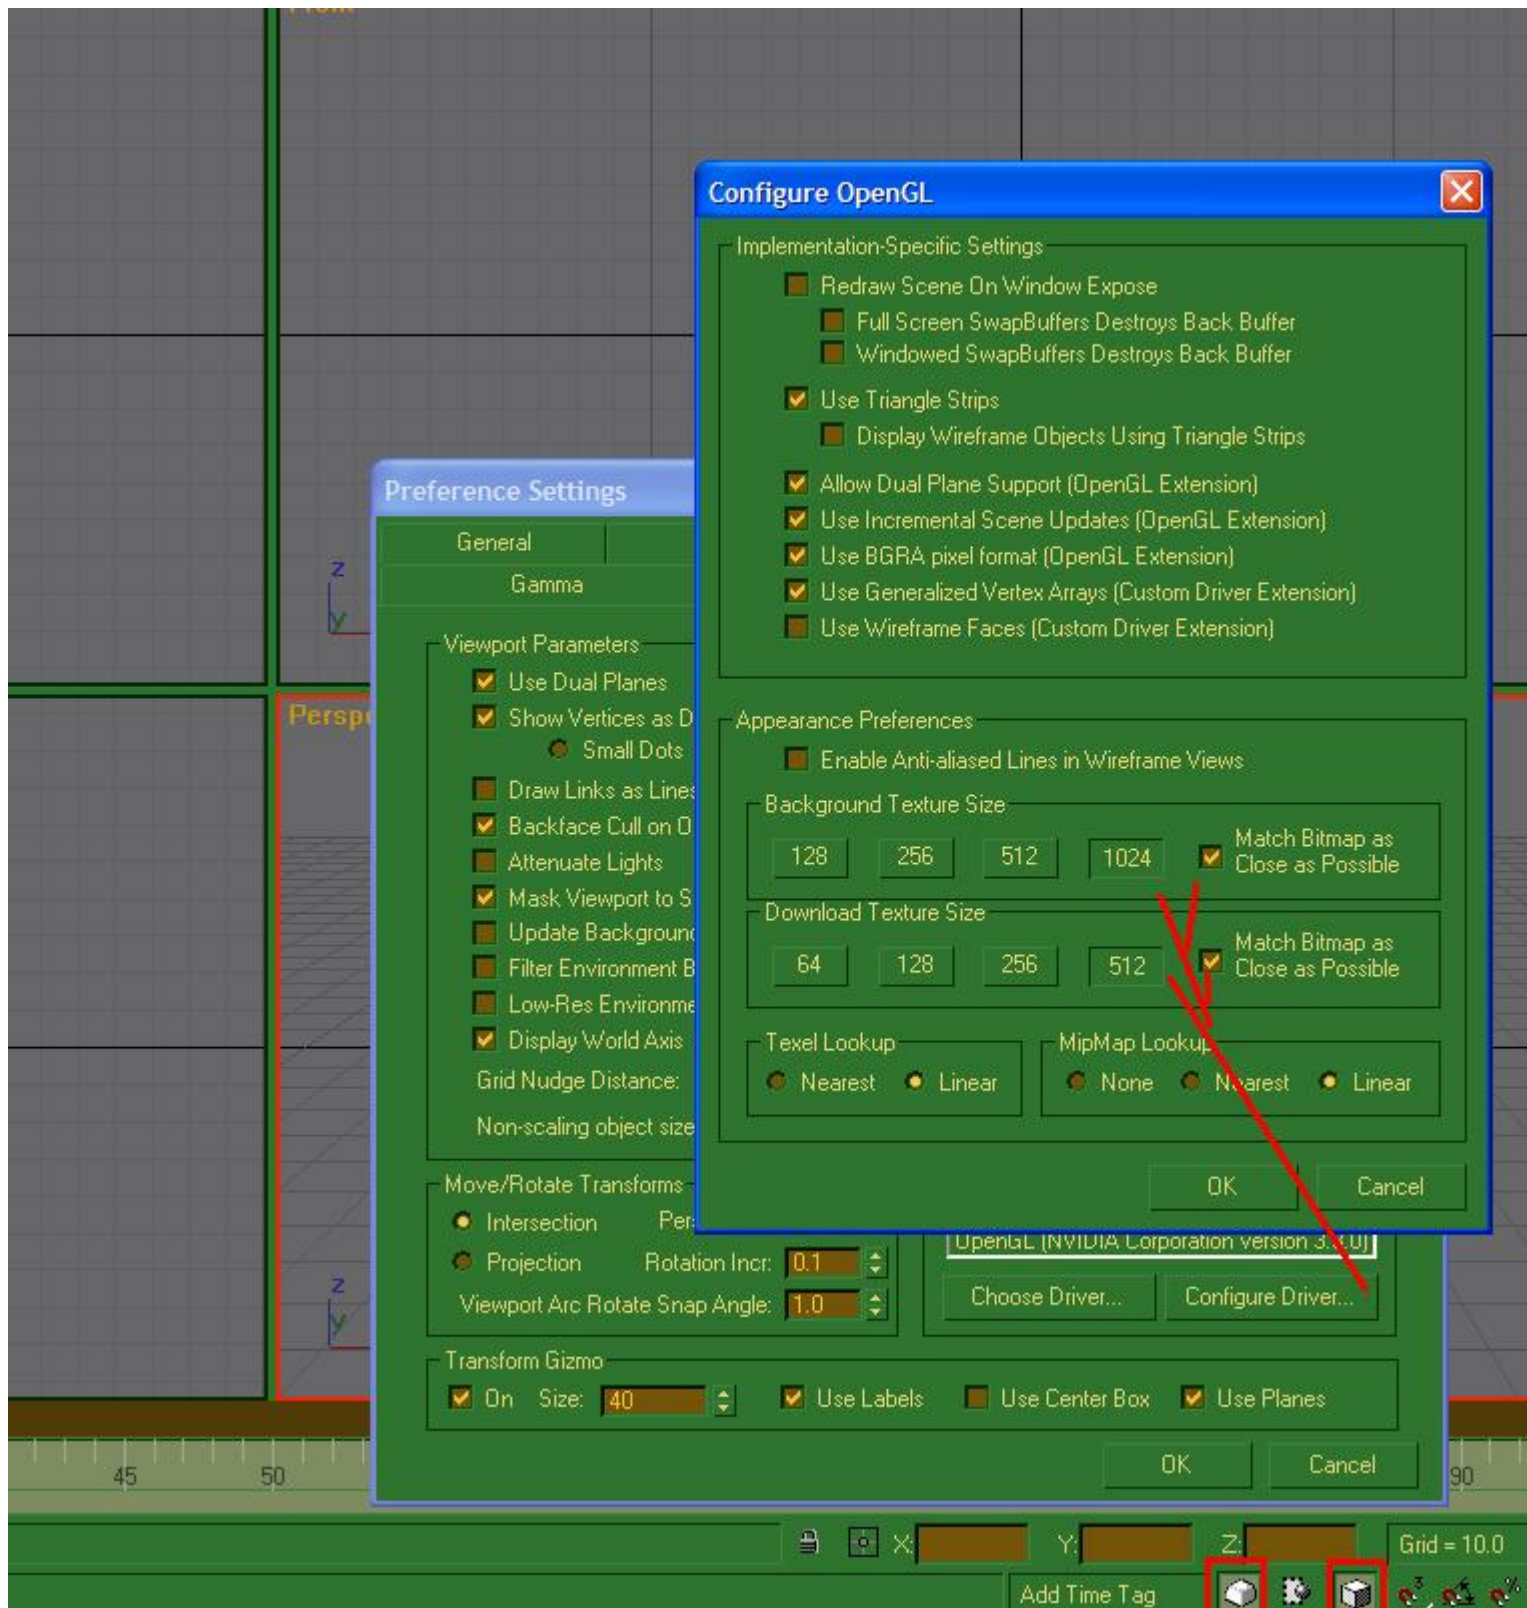 Configure OpenGL
Implementation-Specific Settings
Redraw Scene On Window Expose
Full Screen SwapBuffers Destroys Back Buffer
Windowed SwapBuffers Destroys Back Buffer
Use Triangle Strips
Display Wireframe Objects Using Triangle Strips
Allow Dual Plane Support (OpenGL Extension)
Use Incremental Scene Updates (OpenGL Extension)
Use BGRA pixel format (OpenGL Extension)
Use Generalized Vertex Arrays (Custom Driver Extension)
Use Wireframe Faces (Custom Driver Extension)
Appearance Preferences
Enable Anti-aliased Lines in Wireframe Views
Background Texture Size
128 256 512 1024 Match Bitmap as
Close as Possible
Download Texture Size
64 128 256 512 Match Bitmap as
Close as Possible
Texel Lookup MipMap Lookup
Nearest Linear None Nearest Linear
OK Cancel
Preference Settings
General
Gamma
Viewport Parameters
Use Dual Planes
Show Vertices as D
Small Dots
Draw Links as Lines
Backface Cull on O
Attenuate Lights
Mask Viewport to S
Update Background
Filter Environment B
Low-Res Environme
Display World Axis
Grid Nudge Distance:
Non-scaling object size
Move/Rotate Transforms
Intersection Per
Projection Rotation Incr: 0.1
Viewport Arc Rotate Snap Angle: 1.0
OpenGL (NVIDIA Corporation Version
Choose Driver... Configure Driver...
Transform Gizmo
On Size: 40 Use Labels Use Center Box Use Planes
OK Cancel
z
y
Persp
z
y
45 50 90
X: Y: Z: Grid = 10.0
Add Time Tag